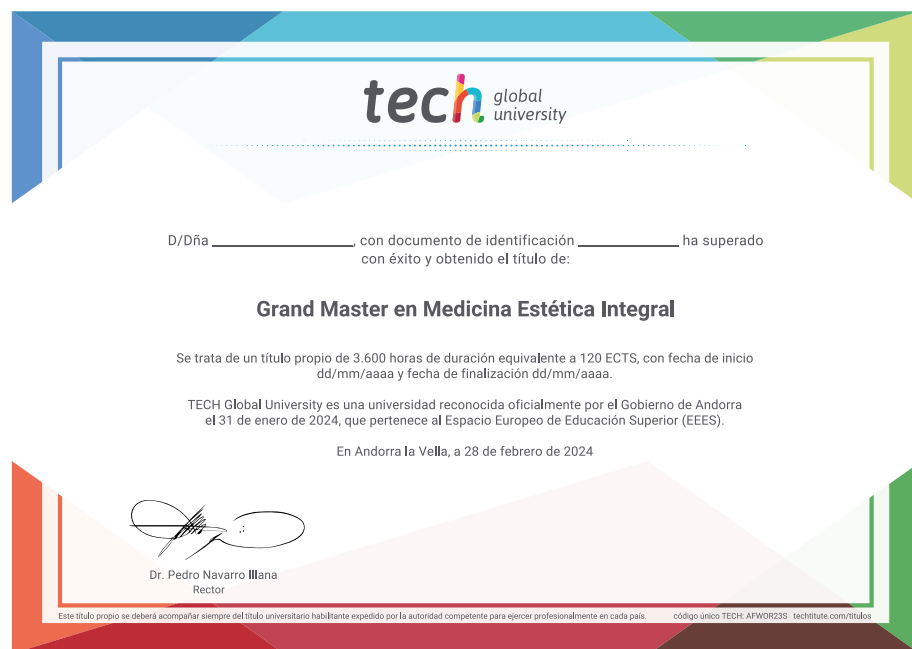 tech global
university
D/Dña ________________, con documento de identificación ____________ ha superado
con éxito y obtenido el título de:
Grand Master en Medicina Estética Integral
Se trata de un título propio de 3.600 horas de duración equivalente a 120 ECTS, con fecha de inicio
dd/mm/aaaa y fecha de finalización dd/mm/aaaa.
TECH Global University es una universidad reconocida oficialmente por el Gobierno de Andorra
el 31 de enero de 2024, que pertenece al Espacio Europeo de Educación Superior (EEES).
En Andorra la Vella, a 28 de febrero de 2024
Dr. Pedro Navarro Illana
Rector
Este título propio se deberá acompañar siempre del título universitario habilitante expedido por la autoridad competente para ejercer profesionalmente en cada país. código único TECH: AFWOR23S techtitute.com/titulos